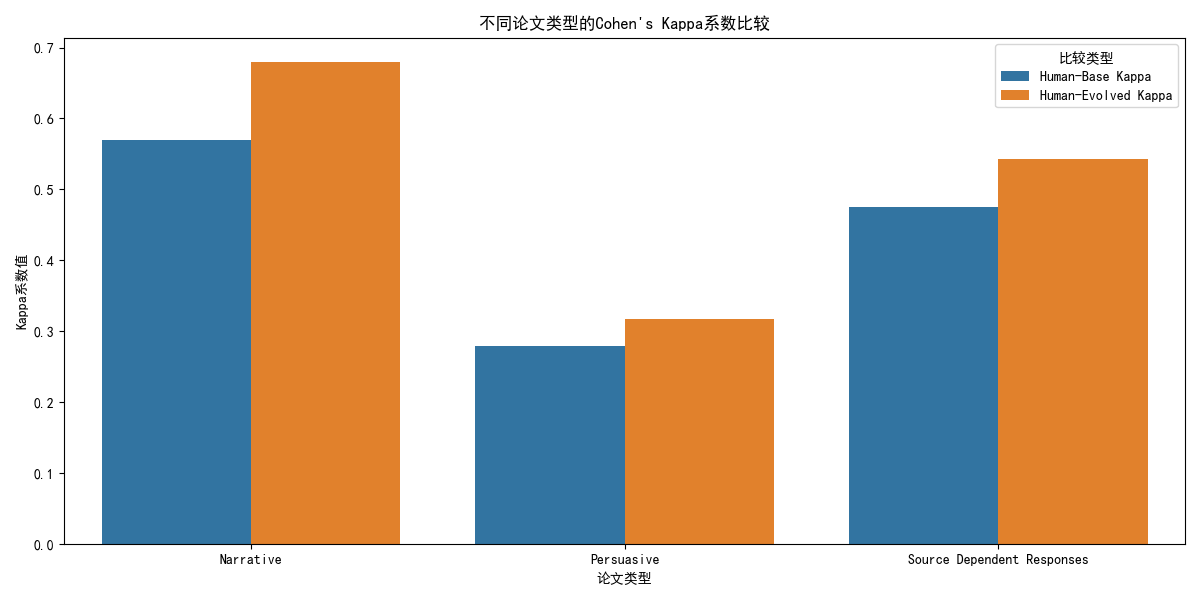 不同论文类型的Cohen's Kappa系数比较
比较类型
Human-Base Kappa
Human-Evolved Kappa
Kappa系数值
0.7
0.6
0.5
0.4
0.3
0.2
0.1
0.0
Narrative
Persuasive
Source Dependent Responses
论文类型